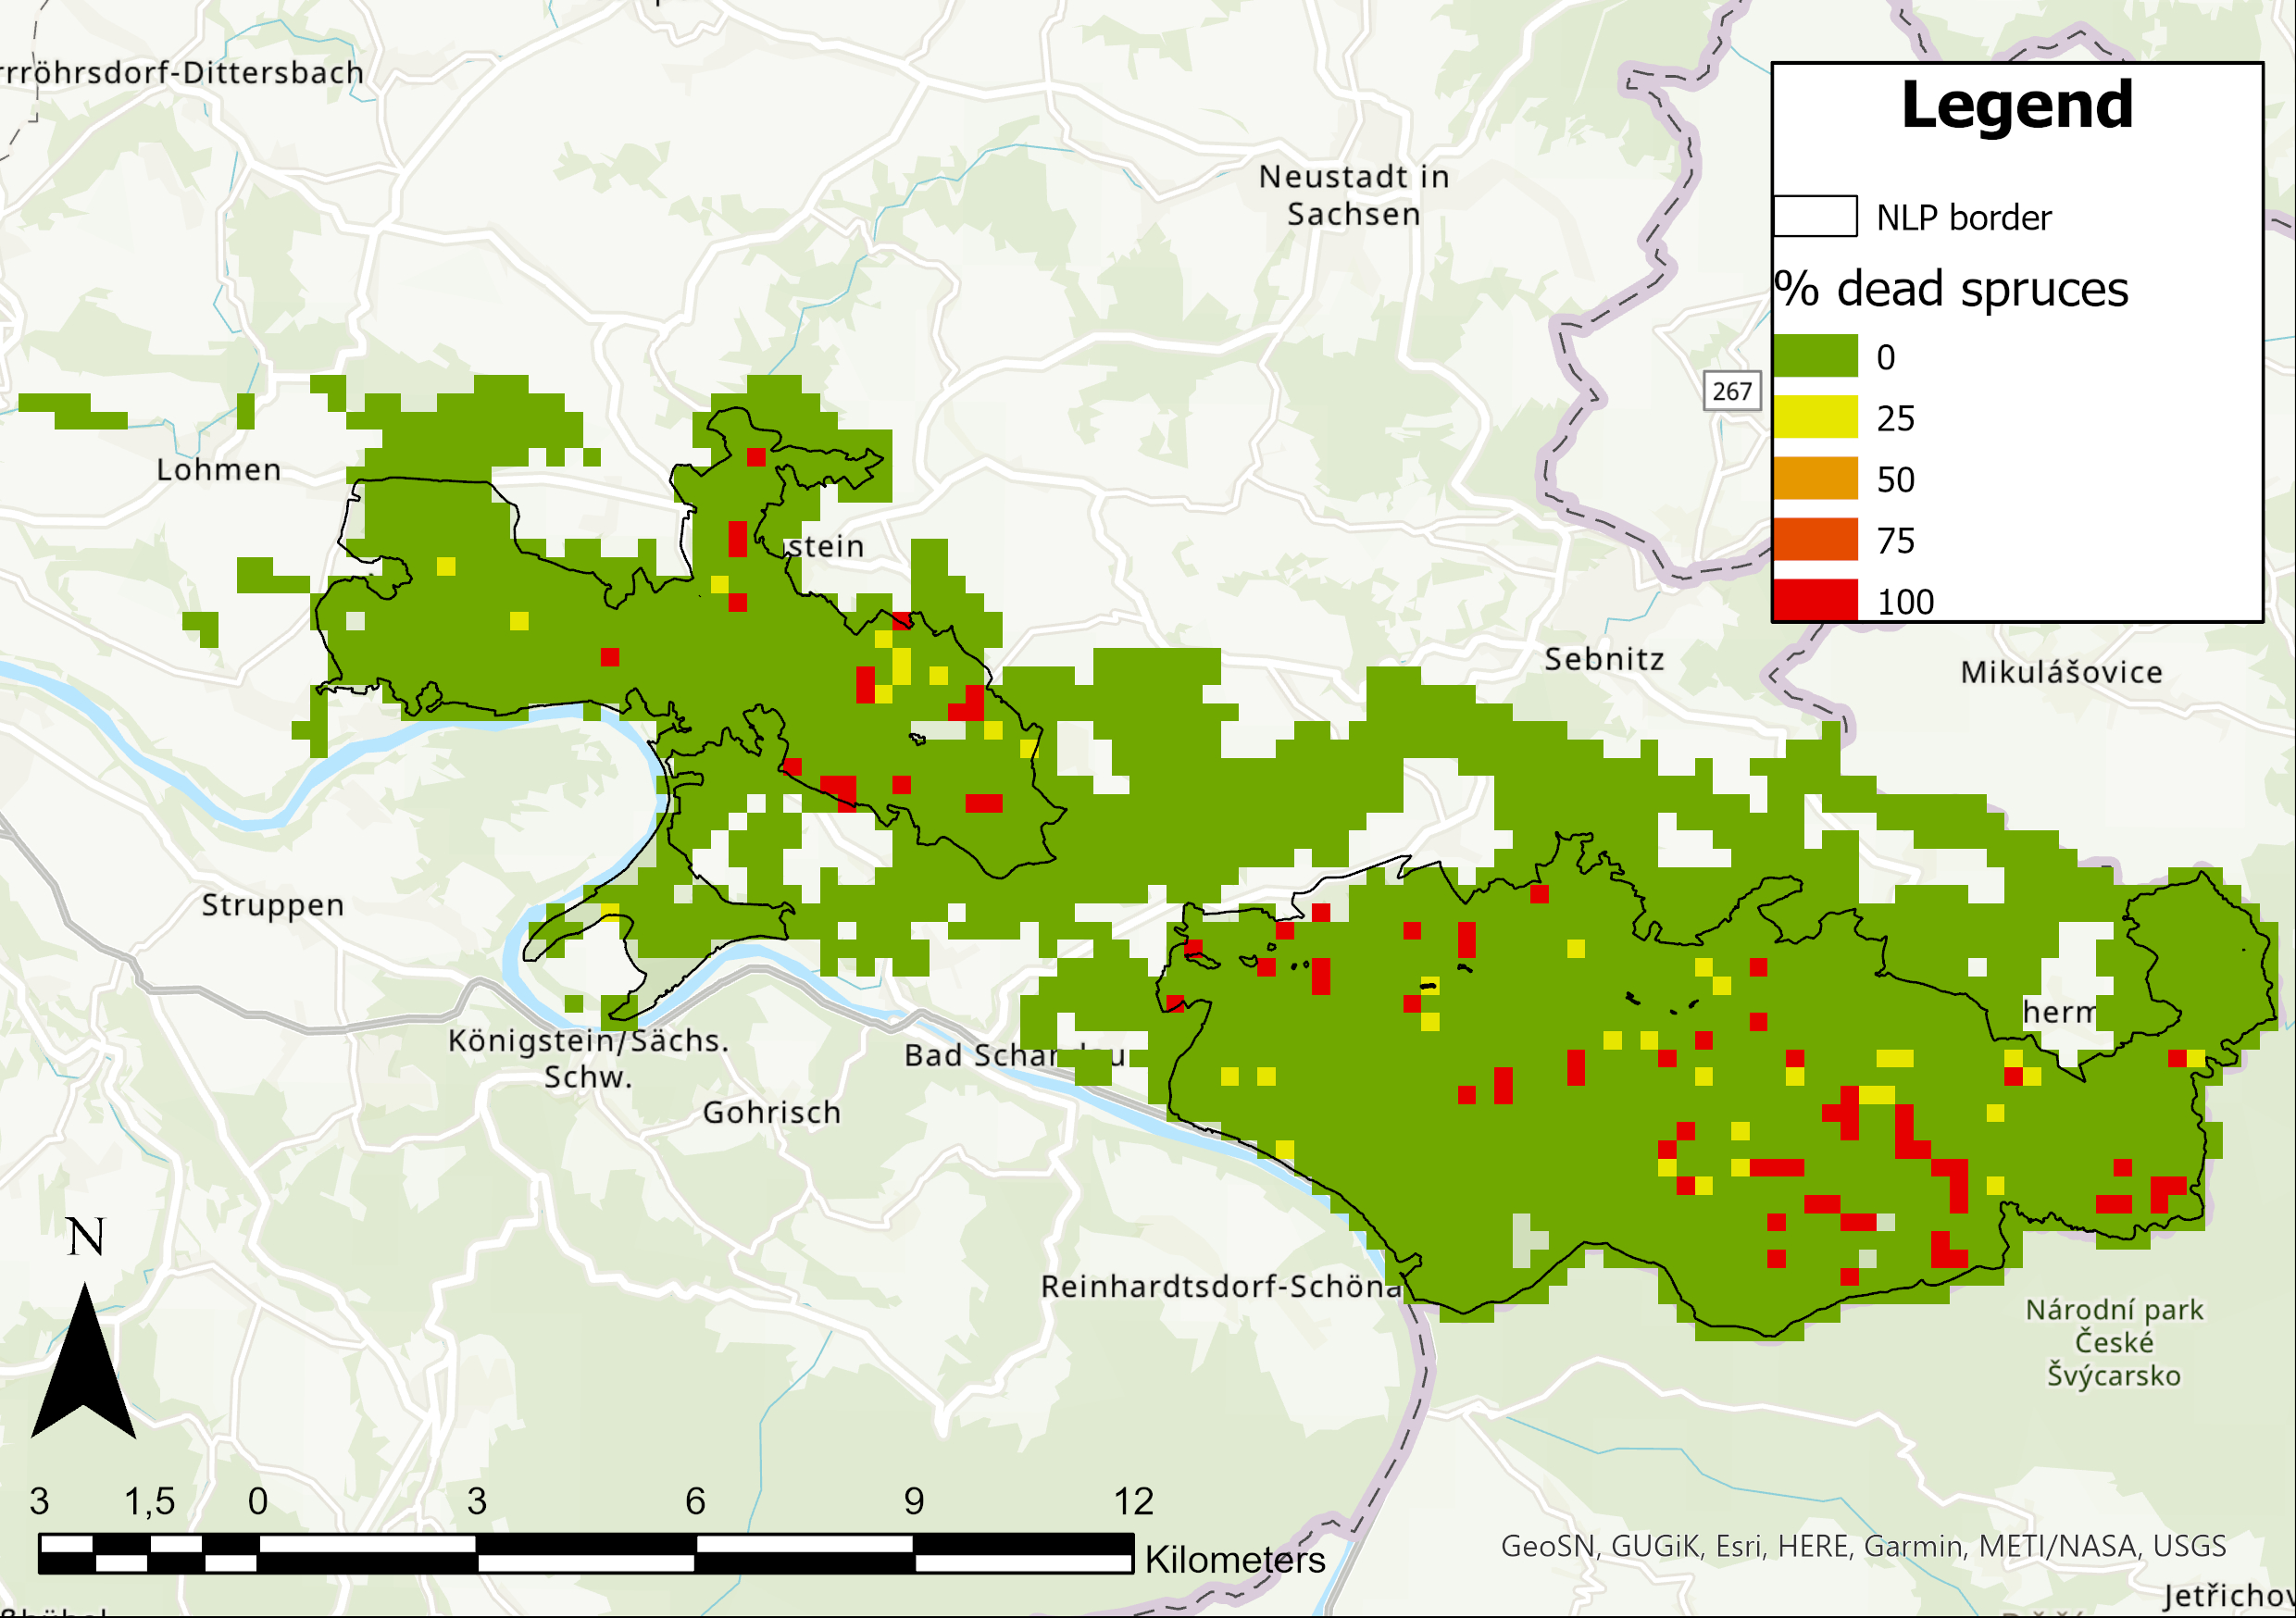 rröhrsdorf-Dittersbach
Legend
Neustadt in
Sachsen
NLP border
% dead spruces
0
267
25
Lohmen
50
stein
75
100
Sebnitz
Mikulášovice
Struppen
herm
Königstein/Sächs.
Schw.
Bad Schandau
Gohrisch
N
Reinhardtsdorf-Schöna
Národní park
České
Švýcarsko
3 1,5 0 3 6 9 12
Kilometers
GeoSN, GUGiK, Esri, HERE, Garmin, METI/NASA, USGS
Jetřichov